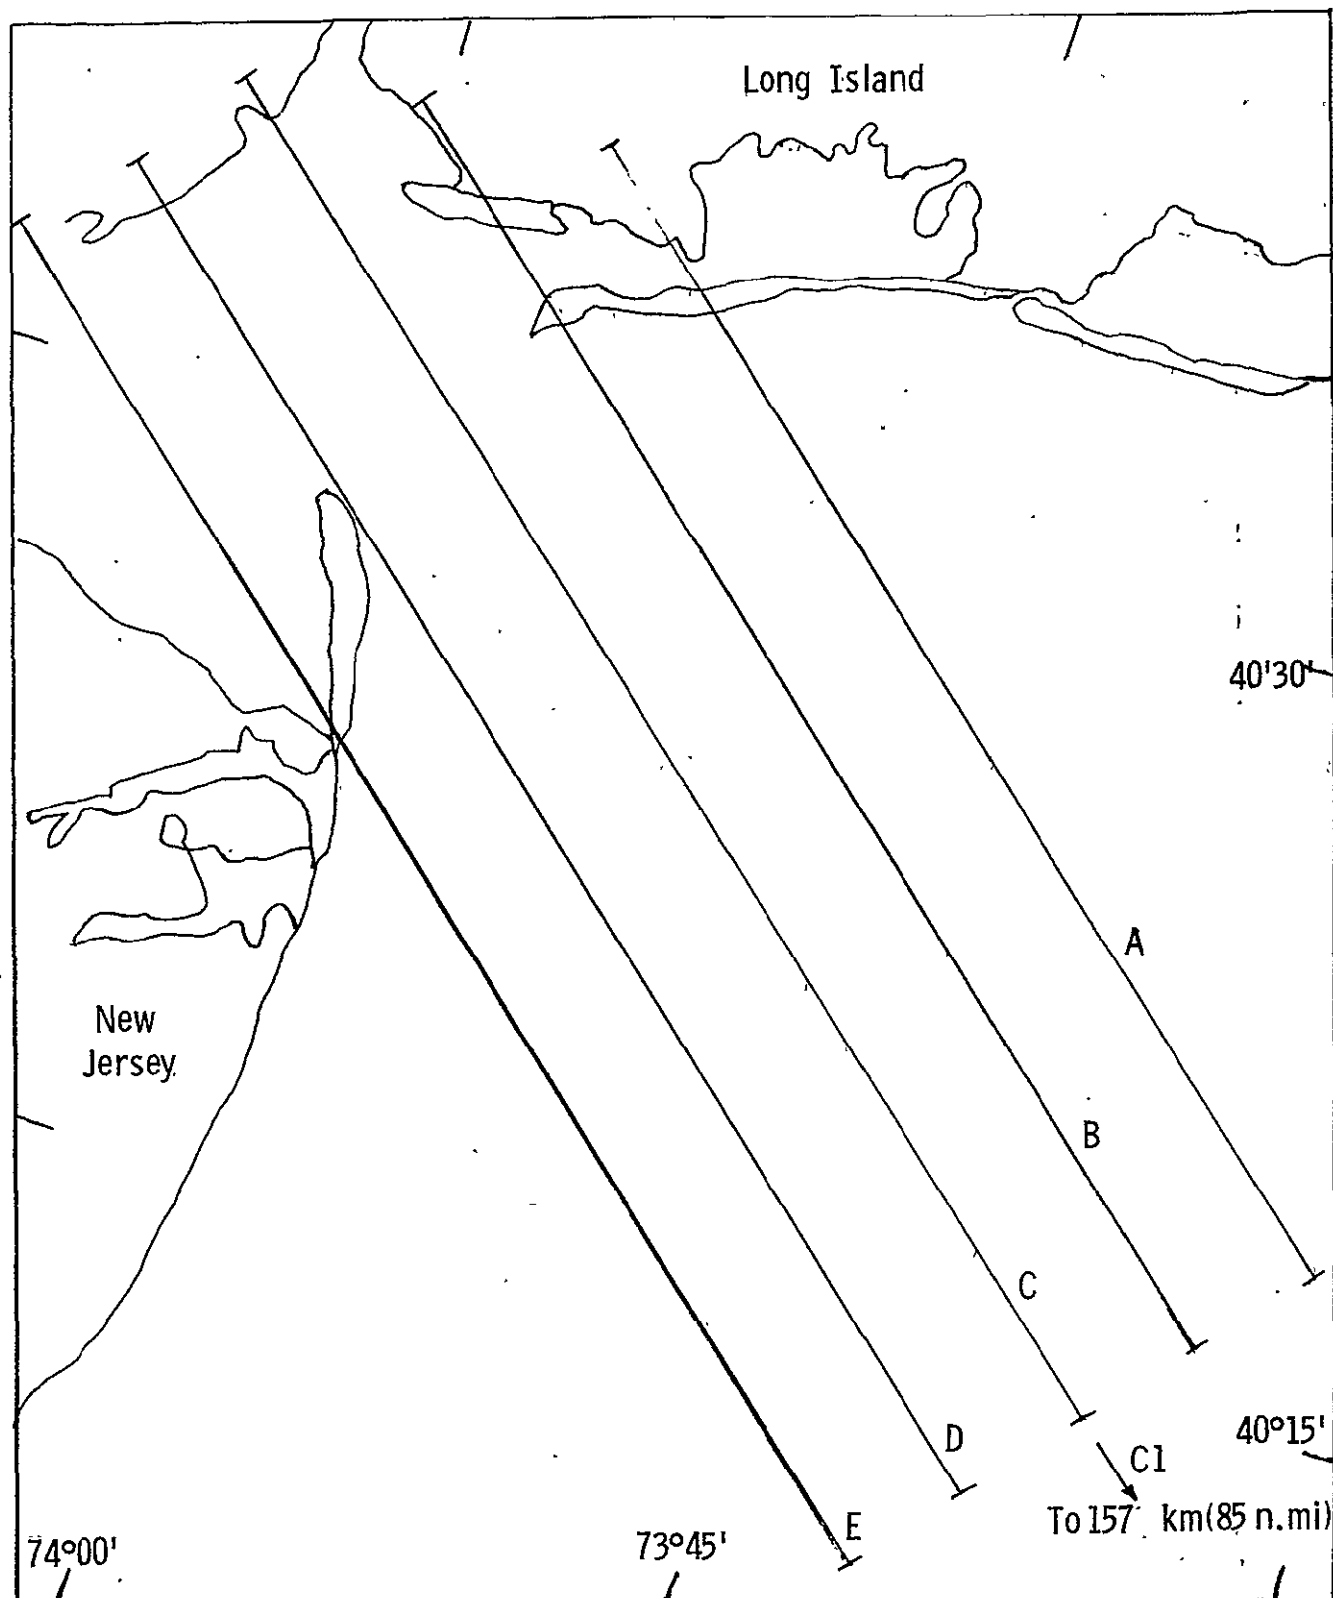 Long Island
40'30'
A
New
Jersey
B
C
40°15'
D
C1
To 157 km(85 n.mi)
E
74°00'
73°45'